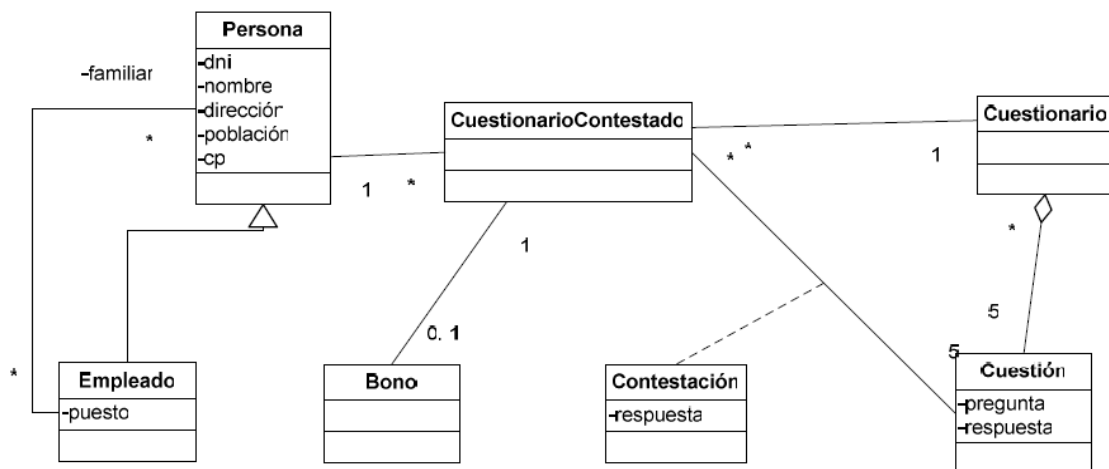 Persona
-dni
-nombre
-dirección
-población
-cp
-familiar
*
*
CuestionarioContestado
1
*
* *
1
Cuestionario
*
5
5
1
0. 1
Empleado
-puesto
Bono
Contestación
-respuesta
Cuestión
-pregunta
-respuesta